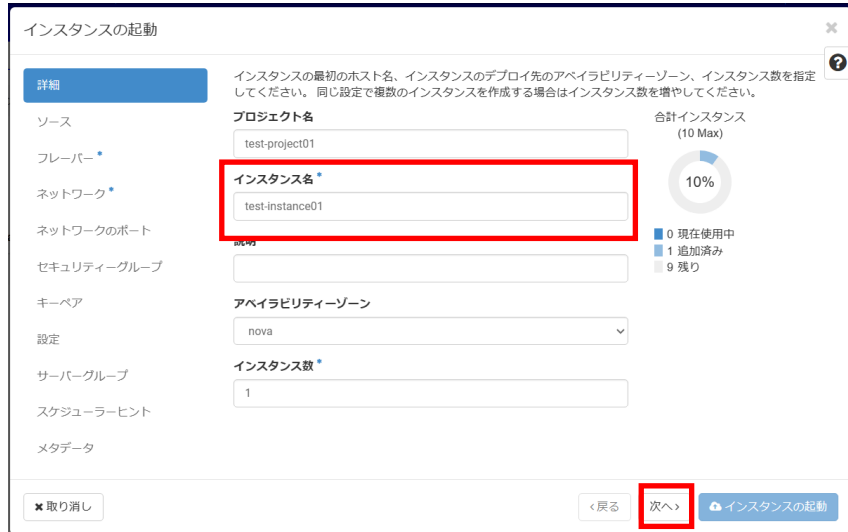 インスタンスの起動
詳細
ソース
フレーバー *
ネットワーク *
ネットワークのポート
セキュリティーグループ
キーペア
設定
サーバーグループ
スケジューラーヒント
メタデータ
インスタンスの最初のホスト名、インスタンスのデプロイ先のアベイラビリティーゾーン、インスタンス数を指定
してください。 同じ設定で複数のインスタンスを作成する場合はインスタンス数を増やしてください。
プロジェクト名
test-project01
インスタンス名 *
test-instance01
説明
アベイラビリティーゾーン
nova
インスタンス数 *
1
合計インスタンス
(10 Max)
10%
0 現在使用中
1 追加済み
9 残り
×取り消し
‹戻る
次へ›
インスタンスの起動